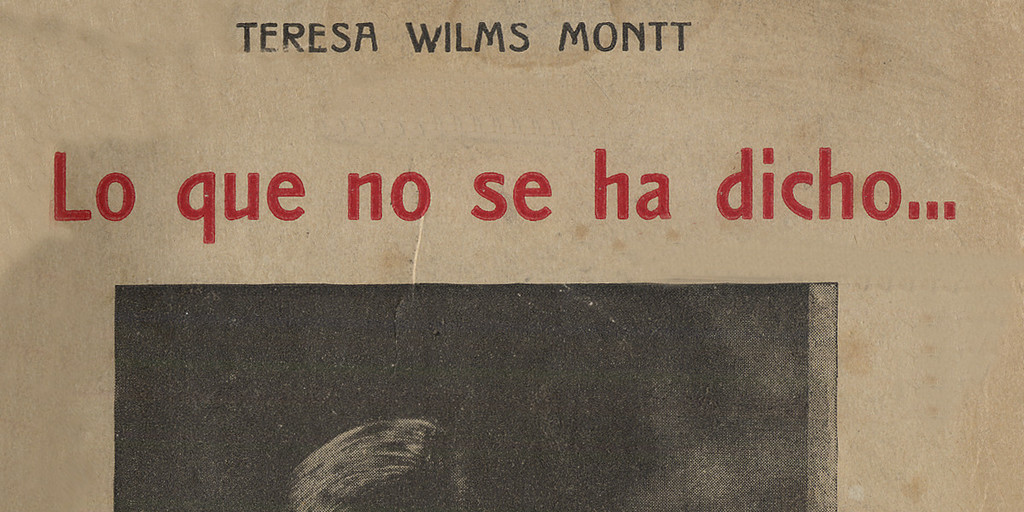 TERESA WILMS MONTT
Lo que no se ha dicho...